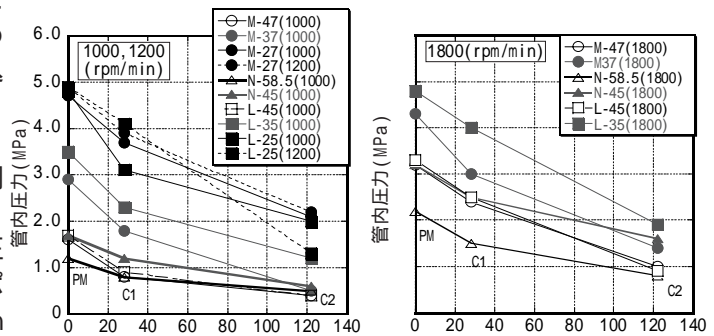 1000,1200
(rpm/min)
M-47(1000)
M-37(1000)
M-27(1000)
M-27(1200)
N-58.5(1000)
N-45(1000)
L-45(1000)
L-35(1000)
L-25(1000)
L-25(1200)
管内圧力(MPa)
6.0
5.0
4.0
3.0
2.0
1.0
0
PM
C1
C2
0 20 40 60 80 100 120 140
1800(rpm/min)
M-47(1800)
M37(1800)
N-58.5(1800)
N-45(1800)
L-45(1800)
L-35(1800)
管内圧力(MPa)
PM
C1
C2
0 20 40 60 80 100 120 140